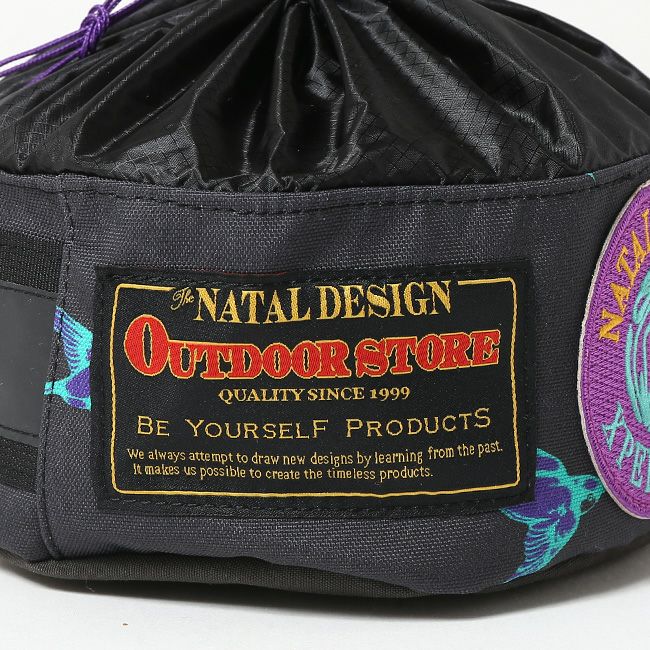 The NATAL DESIGN
OUTDOOR STORE
QUALITY SINCE 1999
BE YOURSELF PRODUCTS
We always attempt to draw new designs by learning from the past.
It makes us possible to create the timeless products.
NATAL